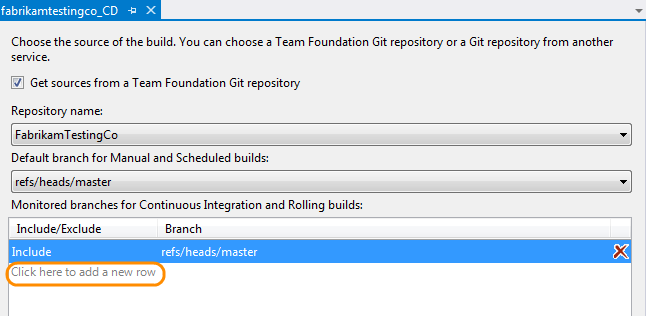 fabrikamtestingco_CD
Choose the source of the build. You can choose a Team Foundation Git repository or a Git repository from another
service.
Get sources from a Team Foundation Git repository
Repository name:
FabrikamTestingCo
Default branch for Manual and Scheduled builds:
refs/heads/master
Monitored branches for Continuous Integration and Rolling builds:
Include/Exclude Branch
Include refs/heads/master
Click here to add a new row